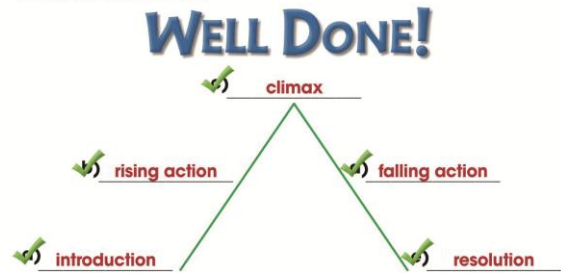 WELL DONE!
climax
rising action
falling action
introduction
resolution